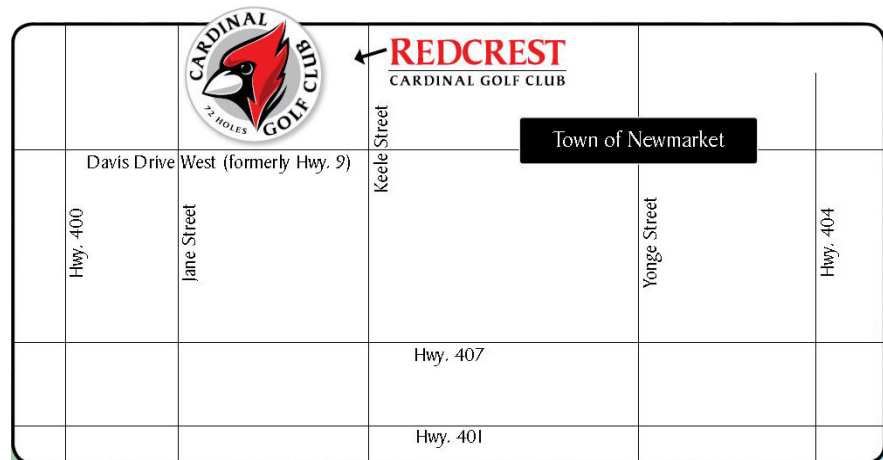 CARDINAL GOLF CLUB
72 HOLES
REDCREST
CARDINAL GOLF CLUB
Keele Street
Town of Newmarket
Davis Drive West (formerly Hwy. 9)
Hwy. 400
Jane Street
Yonge Street
Hwy. 404
Hwy. 407
Hwy. 401